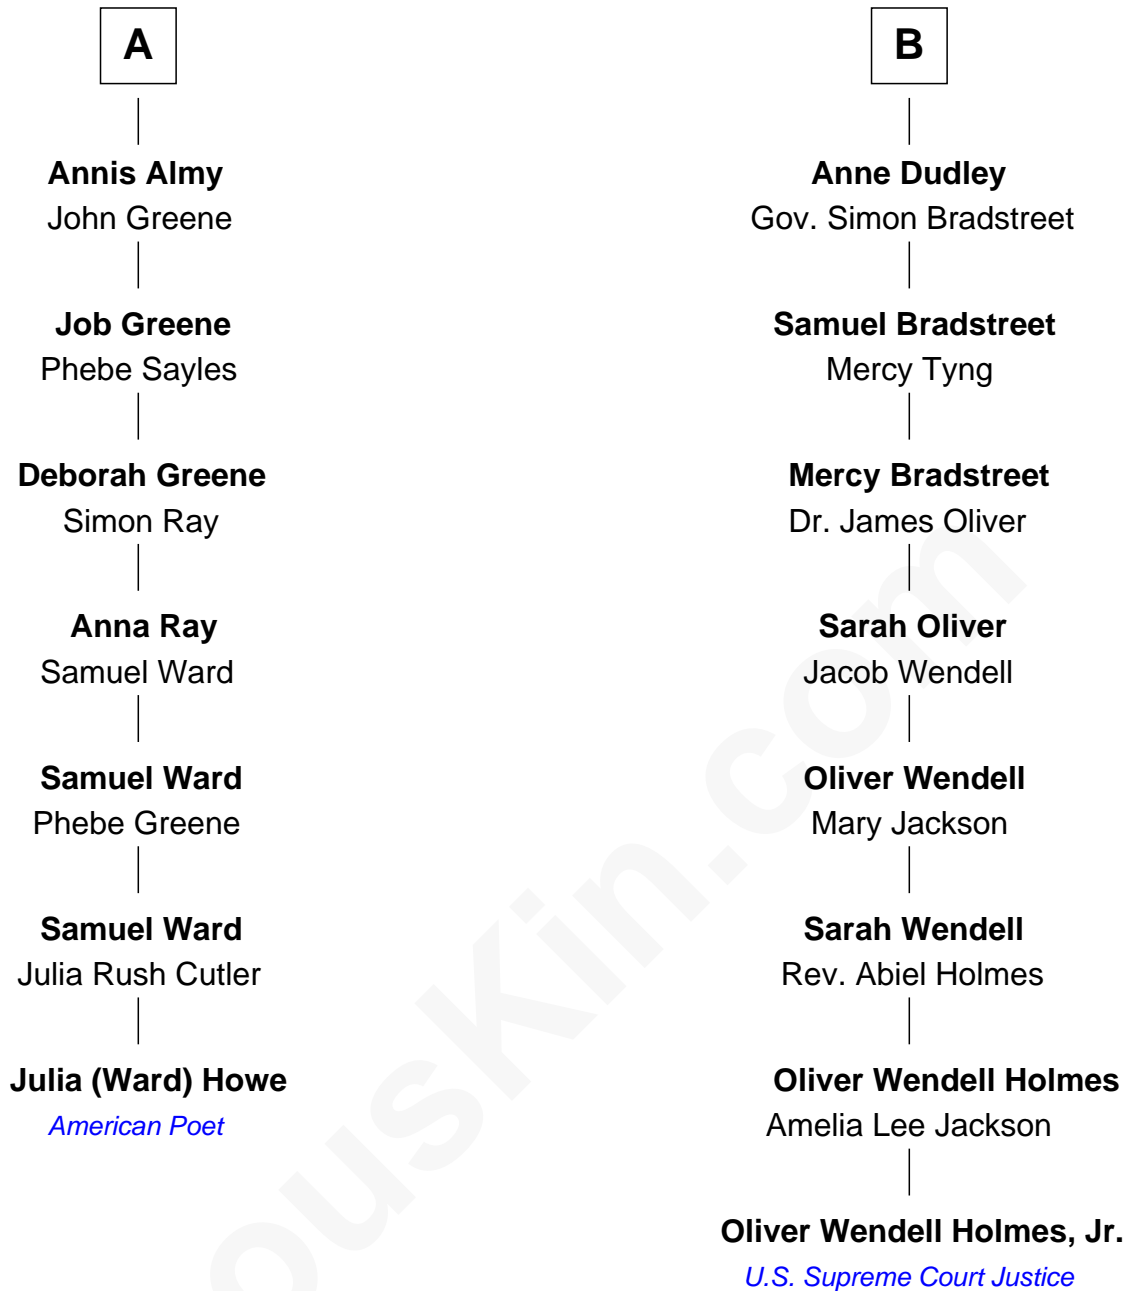 A
Annis Almy
John Greene
Job Greene
Phebe Sayles
Deborah Greene
Simon Ray
Anna Ray
Samuel Ward
Samuel Ward
Phebe Greene
Samuel Ward
Julia Rush Cutler
Julia (Ward) Howe
American Poet
B
Anne Dudley
Gov. Simon Bradstreet
Samuel Bradstreet
Mercy Tyng
Mercy Bradstreet
Dr. James Oliver
Sarah Oliver
Jacob Wendell
Oliver Wendell
Mary Jackson
Sarah Wendell
Rev. Abiel Holmes
Oliver Wendell Holmes
Amelia Lee Jackson
Oliver Wendell Holmes, Jr.
U.S. Supreme Court Justice
ousKin.com